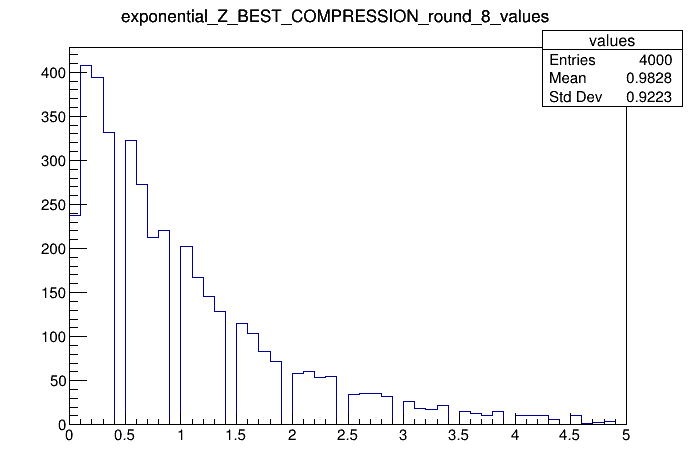 exponential_Z_BEST_COMPRESSION_round_8_values
values
Entries 4000
Mean 0.9828
Std Dev 0.9223
400
350
300
250
200
150
100
50
0
0 0.5 1 1.5 2 2.5 3 3.5 4 4.5 5